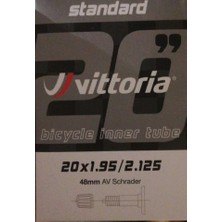 standard
20”
vittoria
bicycle inner tube
20x1.95/2.125
48mm AV Schrader